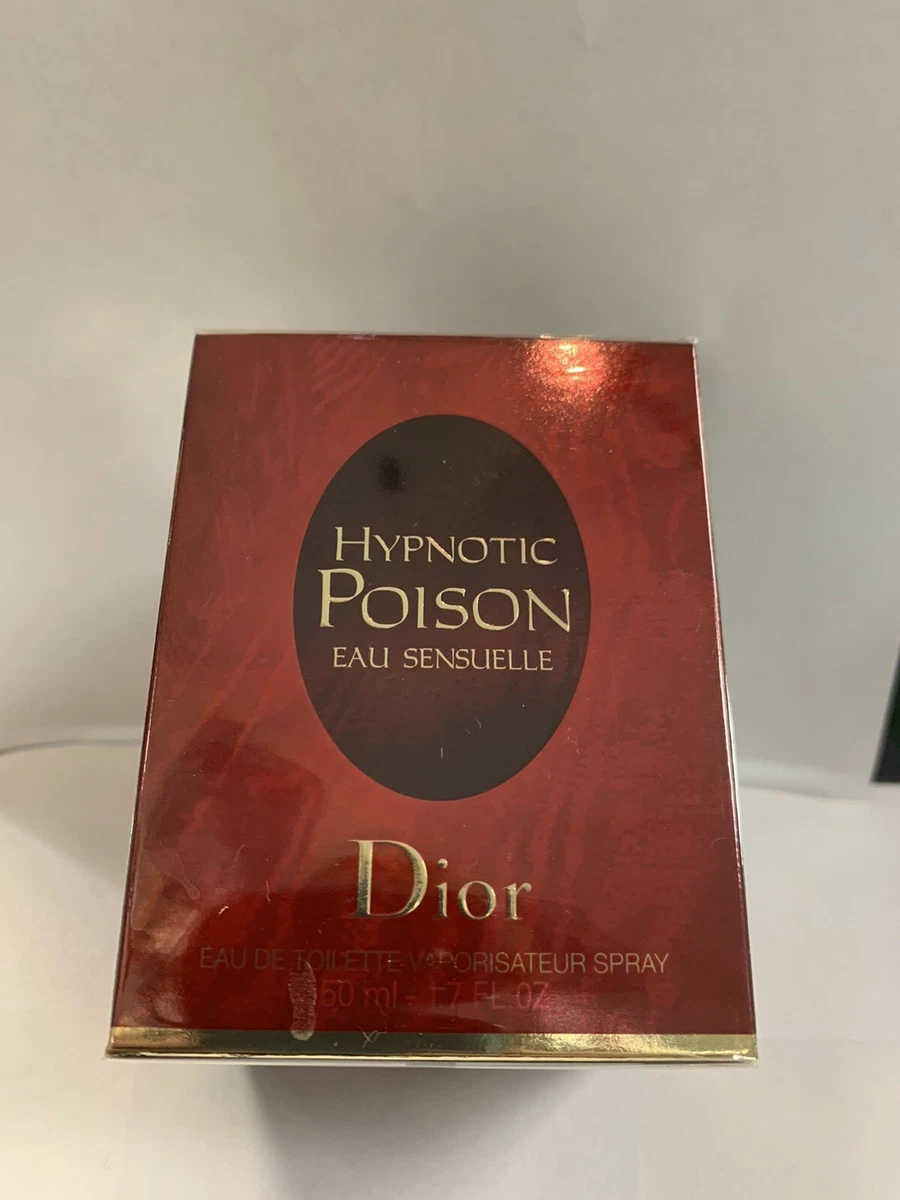 HYPNOTIC
POISON
EAU SENSUELLE
Dior
EAU DE TOILETTE VAPORISATEUR SPRAY
50 ml - 1.7 FL.OZ